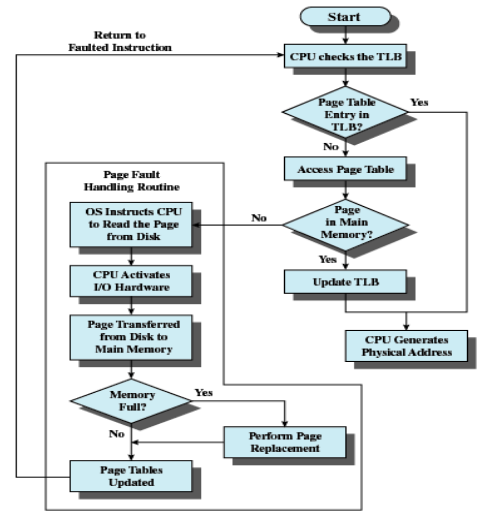 Start
Return to
Faulted Instruction
CPU checks the TLB
Page Table
Entry in
TLB?
Yes
No
Access Page Table
Page Fault
Handling Routine
OS Instructs CPU
to Read the Page
from Disk
No
Page
in Main
Memory?
Yes
CPU Activates
I/O Hardware
Update TLB
Page Transferred
from Disk to
Main Memory
CPU Generates
Physical Address
Memory
Full?
Yes
No
Perform Page
Replacement
Page Tables
Updated